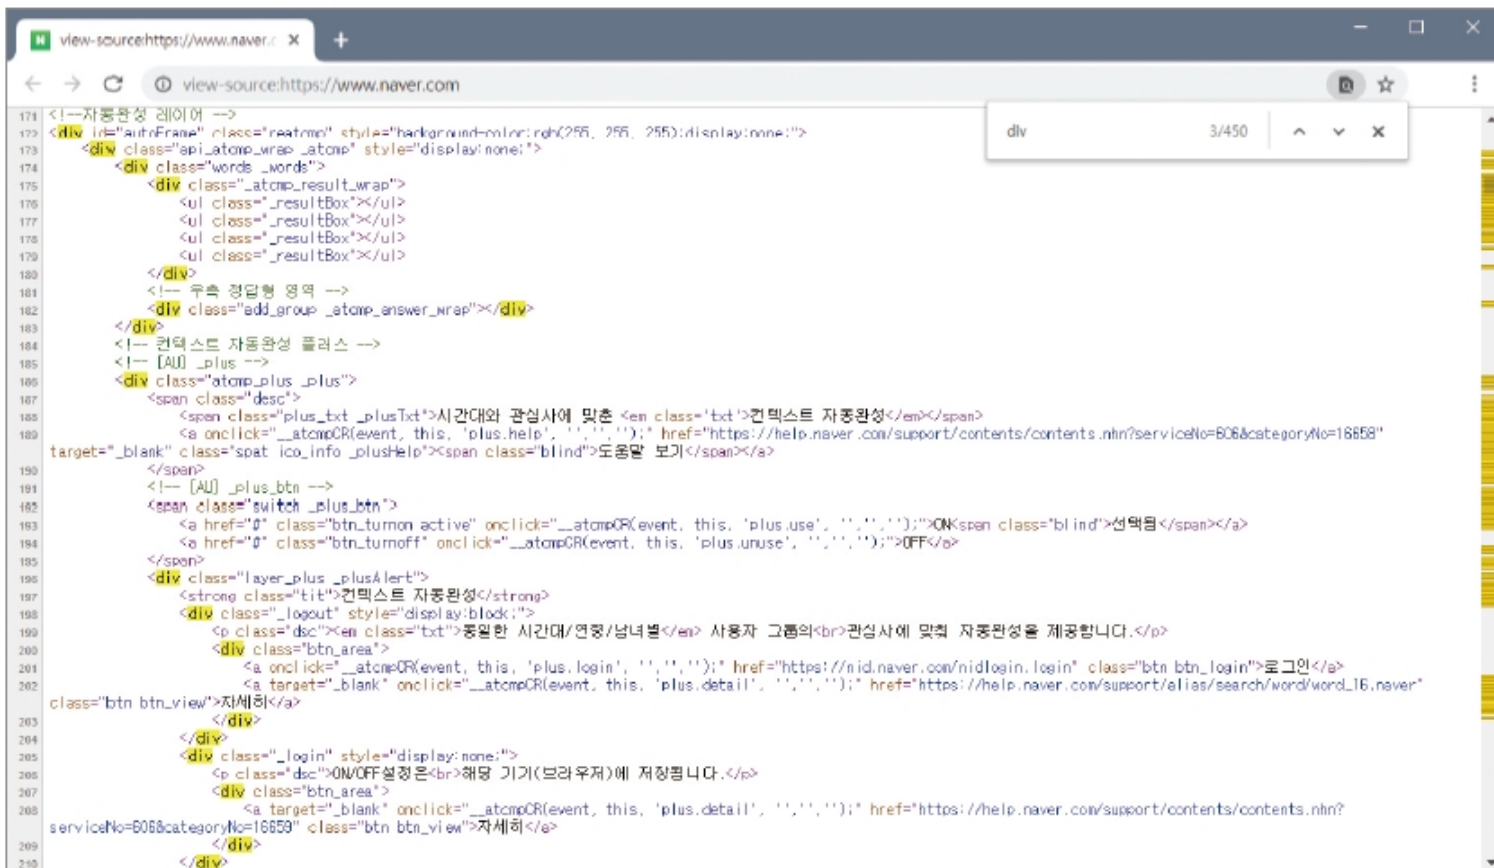 view-source:https://www.naver.c
view-source:https://www.naver.com
div 3/450
171 <!--자동완성 레이어 -->
172 <div id="autoFrame" class="reatcmp" style="background-color:rgb(255, 255, 255);display:none;">
173 <div class="api_atcmp_wrap _atcmp" style="display:none;">
174 <div class="words _words">
175 <div class="_atcmp_result_wrap">
176 <ul class="_resultBox"></ul>
177 <ul class="_resultBox"></ul>
178 <ul class="_resultBox"></ul>
179 <ul class="_resultBox"></ul>
180 </div>
181 <!-- 우측 정답형 영역 -->
182 <div class="add_group _atcmp_answer_wrap"></div>
183 </div>
184 <!-- 컨텍스트 자동완성 플러스 -->
185 <!-- [AU] _plus -->
186 <div class="atcmp_plus _plus">
187 <span class="desc">
188 <span class="plus_txt _plusTxt">시간대와 관심사에 맞춘 <em class='txt'>컨텍스트 자동완성</em></span>
189 <a onclick="__atcmpCR(event, this, 'plus.help', '','','');" href="https://help.naver.com/support/contents/contents.nhn?serviceNo=606&categoryNo=16658"
target="_blank" class="spat ico_info _plusHelp"><span class="blind">도움말 보기</span></a>
190 </span>
191 <!-- [AU] _plus_btn -->
192 <span class="switch _plus_btn">
193 <a href="#" class="btn_turnon active" onclick="__atcmpCR(event, this, 'plus.use', '','','');">ON<span class="blind">선택됨</span></a>
194 <a href="#" class="btn_turnoff" onclick="__atcmpCR(event, this, 'plus.unuse', '','','');">OFF</a>
195 </span>
196 <div class="layer_plus _plusAlert">
197 <strong class="tit">컨텍스트 자동완성</strong>
198 <div class="_logout" style="display:block;">
199 <p class="dsc"><em class="txt">동일한 시간대/연령/남녀별</em> 사용자 그룹의<br>관심사에 맞춰 자동완성을 제공합니다.</p>
200 <div class="btn_area">
201 <a onclick="__atcmpCR(event, this, 'plus.login', '','','');" href="https://nid.naver.com/nidlogin.login" class="btn btn_login">로그인</a>
202 <a target="_blank" onclick="__atcmpCR(event, this, 'plus.detail', '','','');" href="https://help.naver.com/support/alias/search/word/word_16.naver"
class="btn btn_view">자세히</a>
203 </div>
204 </div>
205 <div class="_login" style="display:none;">
206 <p class="dsc">ON/OFF설정은<br>해당 기기(브라우저)에 저장됩니다.</p>
207 <div class="btn_area">
208 <a target="_blank" onclick="__atcmpCR(event, this, 'plus.detail', '','','');" href="https://help.naver.com/support/contents/contents.nhn?
serviceNo=606&categoryNo=16659" class="btn btn_view">자세히</a>
209 </div>
210 </div>